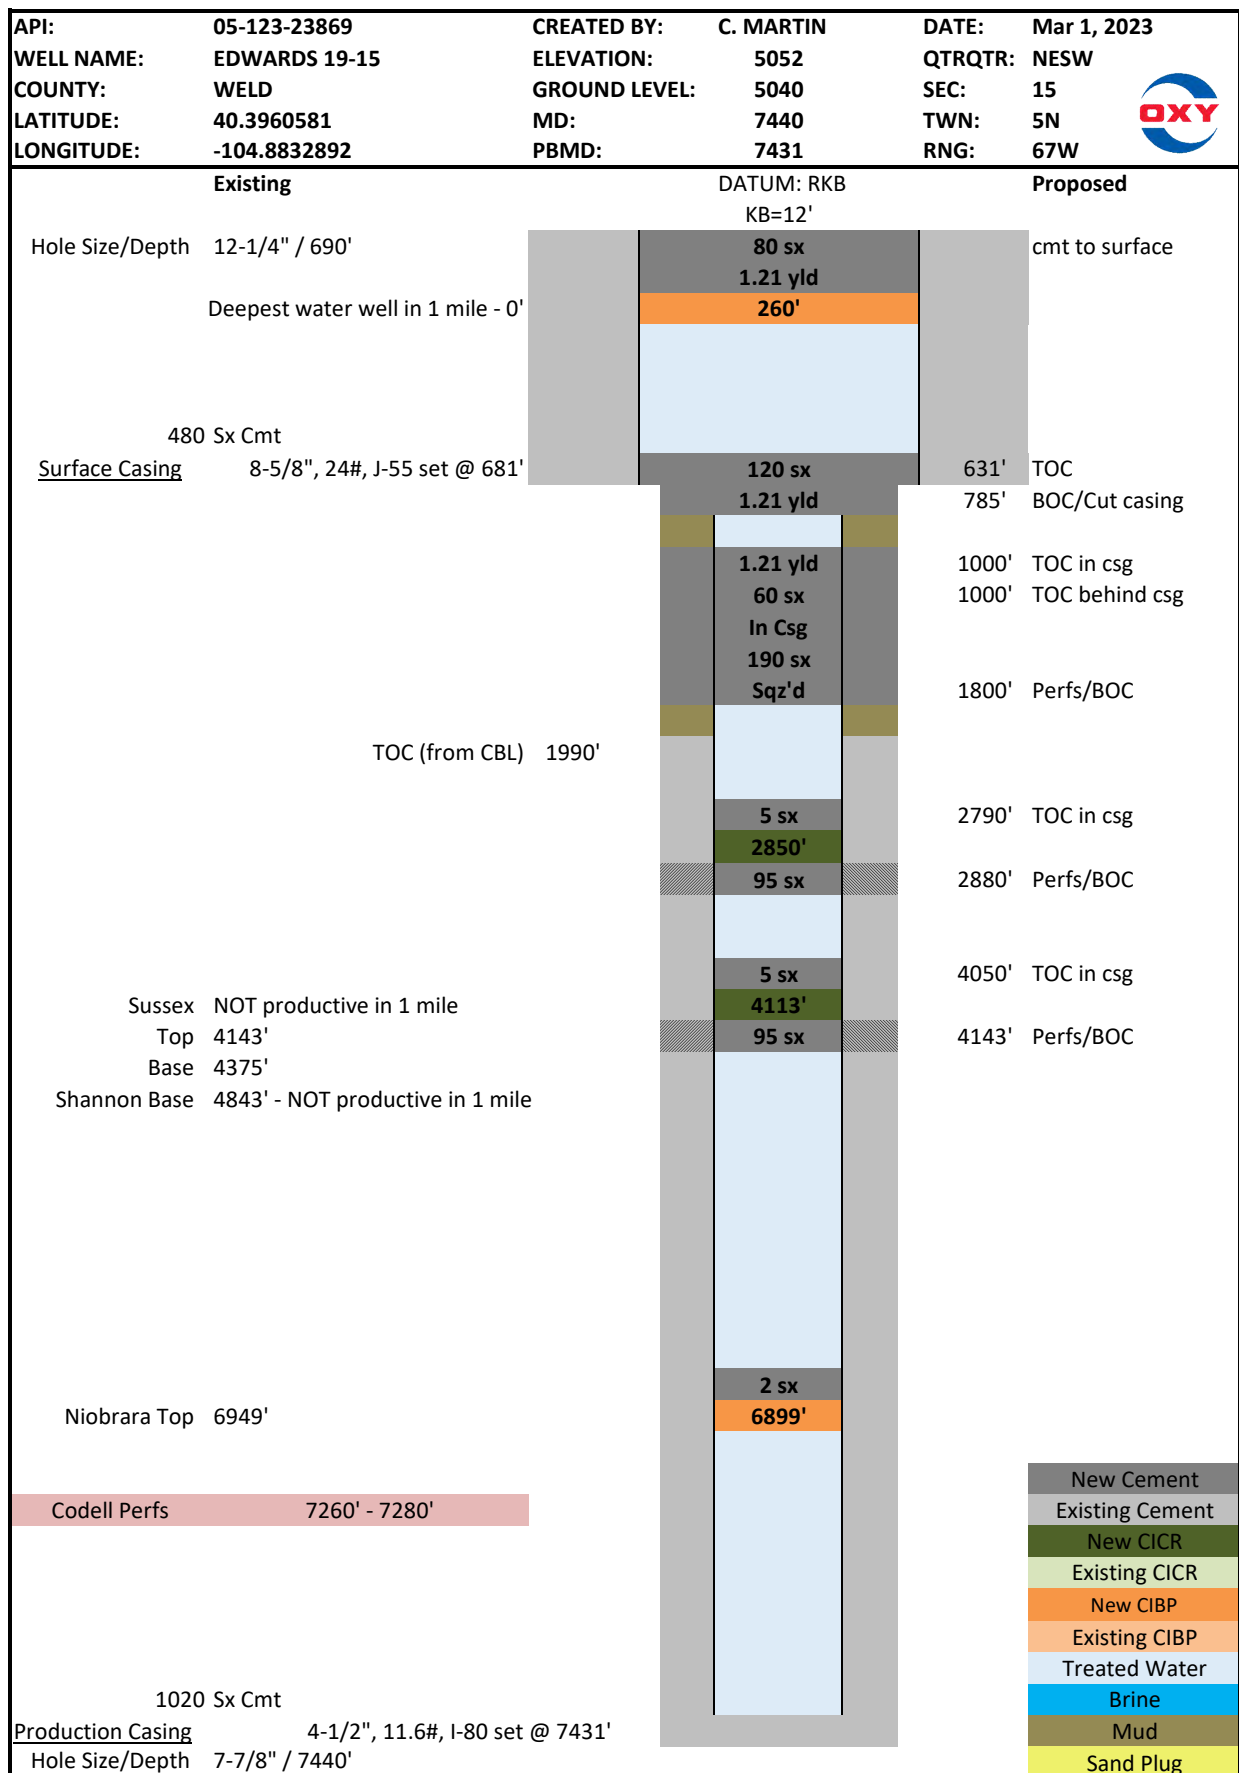 API: 05-123-23869 CREATED BY: C. MARTIN DATE: Mar 1, 2023
WELL NAME: EDWARDS 19-15 ELEVATION: 5052 QTRQTR: NESW
COUNTY: WELD GROUND LEVEL: 5040 SEC: 15
LATITUDE: 40.3960581 MD: 7440 TWN: 5N
LONGITUDE: -104.8832892 PBMD: 7431 RNG: 67W
OXY
Existing DATUM: RKB Proposed
KB=12'
Hole Size/Depth 12-1/4" / 690' 80 sx cmt to surface
1.21 yld
Deepest water well in 1 mile - 0' 260'
480 Sx Cmt
Surface Casing 8-5/8", 24#, J-55 set @ 681' 120 sx 631' TOC
1.21 yld 785' BOC/Cut casing
1.21 yld 1000' TOC in csg
60 sx 1000' TOC behind csg
In Csg
190 sx
Sqz'd 1800' Perfs/BOC
TOC (from CBL) 1990'
5 sx 2790' TOC in csg
2850'
95 sx 2880' Perfs/BOC
5 sx 4050' TOC in csg
Sussex NOT productive in 1 mile 4113'
Top 4143' 95 sx 4143' Perfs/BOC
Base 4375'
Shannon Base 4843' - NOT productive in 1 mile
2 sx
Niobrara Top 6949' 6899'
New Cement
Codell Perfs 7260' - 7280' Existing Cement
New CICR
Existing CICR
New CIBP
Existing CIBP
Treated Water
1020 Sx Cmt Brine
Production Casing 4-1/2", 11.6#, I-80 set @ 7431' Mud
Hole Size/Depth 7-7/8" / 7440' Sand Plug